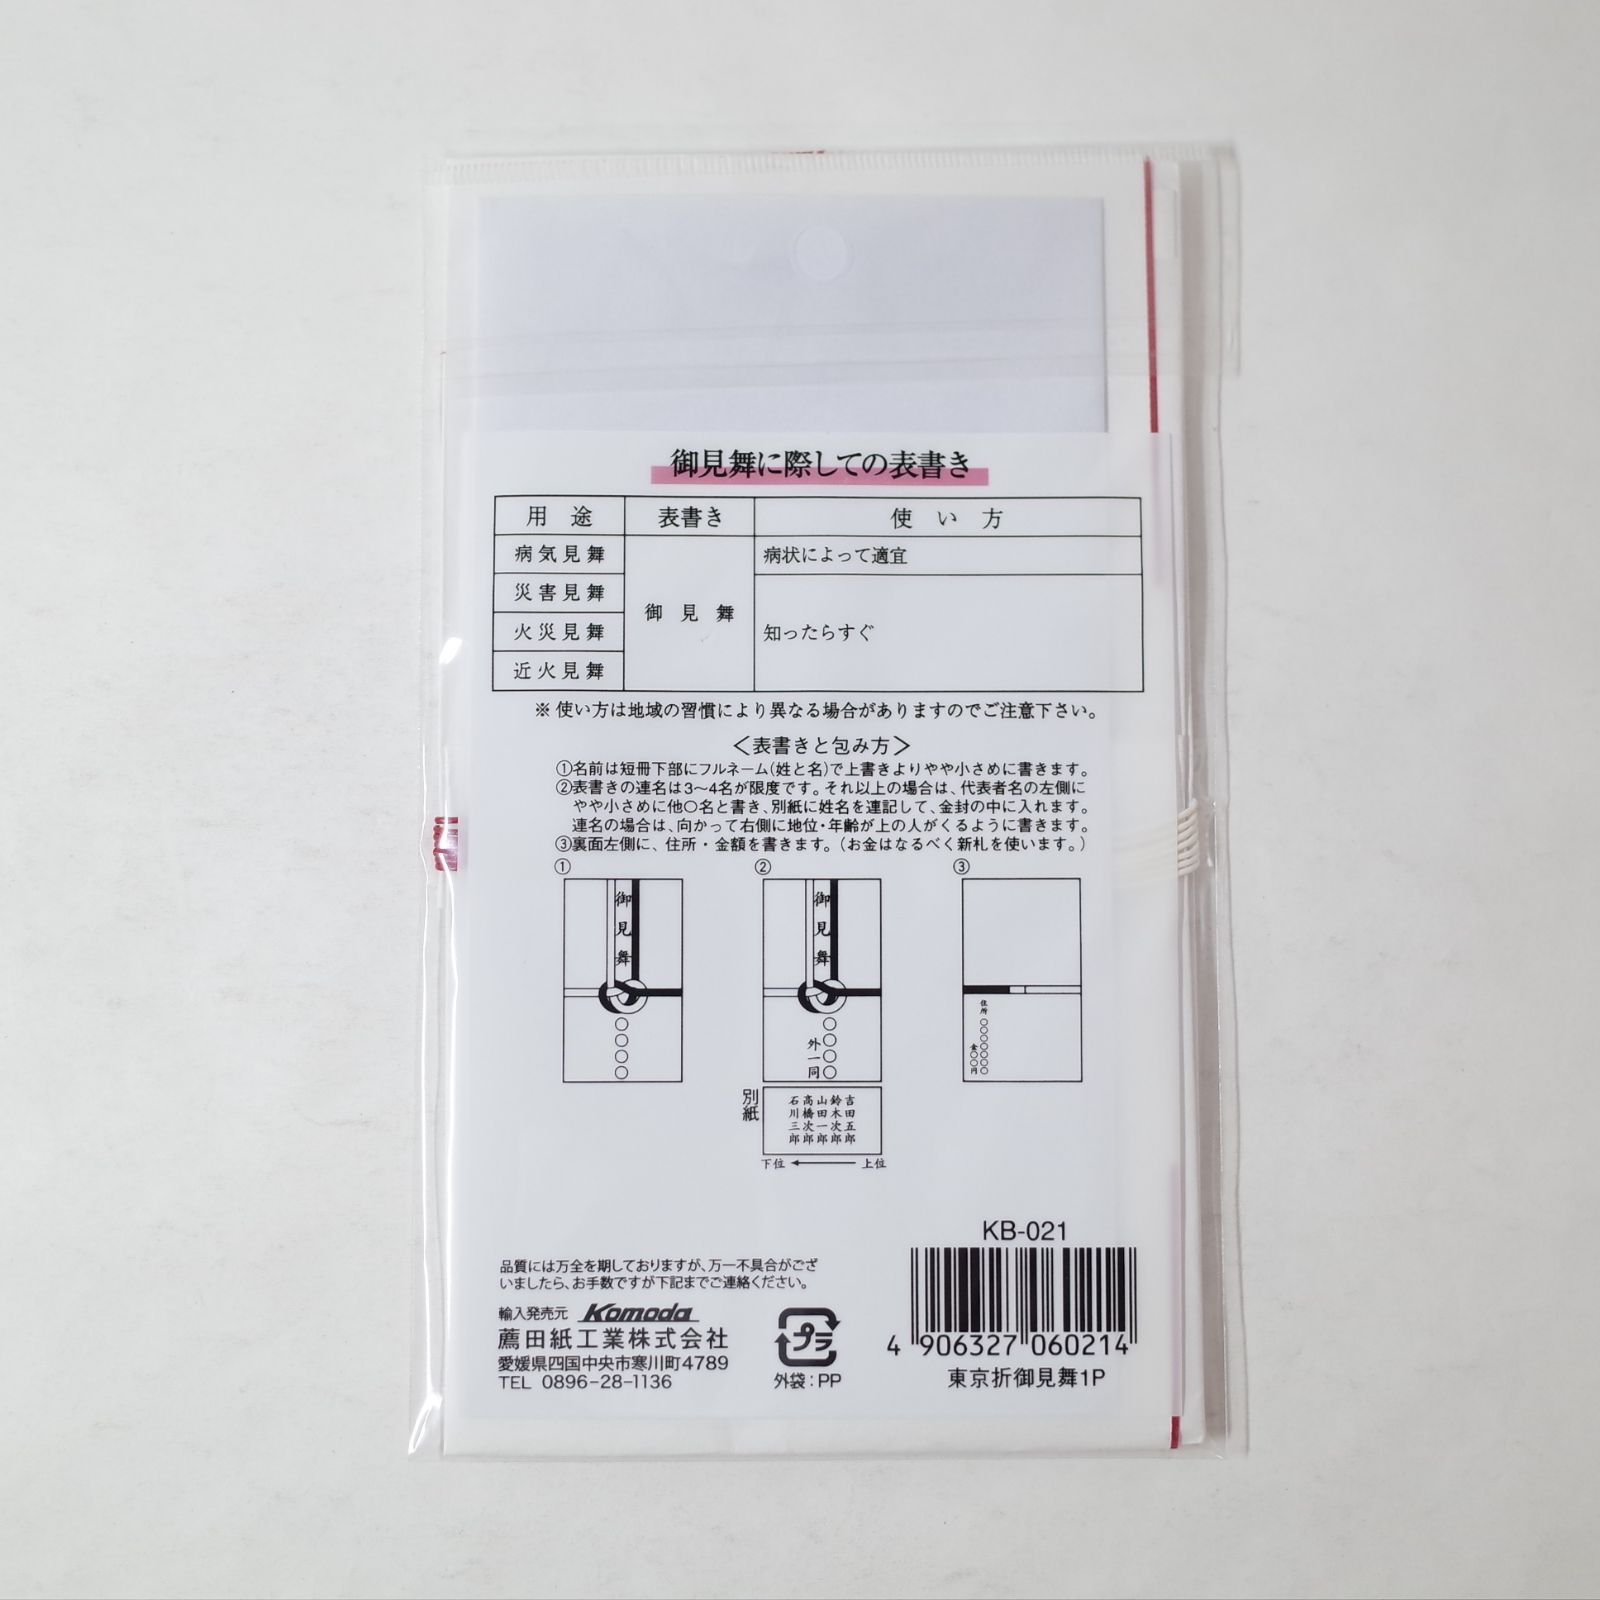 御見舞に際しての表書き
用途 表書き 使い方
病気見舞 御見舞 病状によって適宜
災害見舞
火災見舞 知ったらすぐ
近火見舞
※使い方は地域の習慣により異なる場合がありますのでご注意下さい。
〈表書きと包み方〉
①名前は短冊下部にフルネーム(姓と名)で上書きよりやや小さめに書きます。
②表書きの連名は3〜4名が限度です。それ以上の場合は、代表者名の左側に
やや小さめに他〇名と書き、別紙に姓名を連記して、金封の中に入れます。
連名の場合は、向かって右側に地位・年齢が上の人がくるように書きます。
③裏面左側に、住所・金額を書きます。(お金はなるべく新札を使います。)
①
御見舞
〇〇〇〇
②
御見舞
〇〇〇〇
外一同
③
住所〇〇〇〇〇〇〇
金〇〇円
別紙
吉田五郎
鈴木次郎
山田一郎
高橋次郎
石川三郎
下位 ← 上位
KB-021
品質には万全を期しておりますが、万一不具合がござ
いましたら、お手数ですが下記までご連絡ください。
輸入発売元 Komoda
薦田紙工業株式会社
愛媛県四国中央市寒川町4789
TEL 0896-28-1136
プラ
外袋:PP
4 906327 060214
東京折御見舞1P